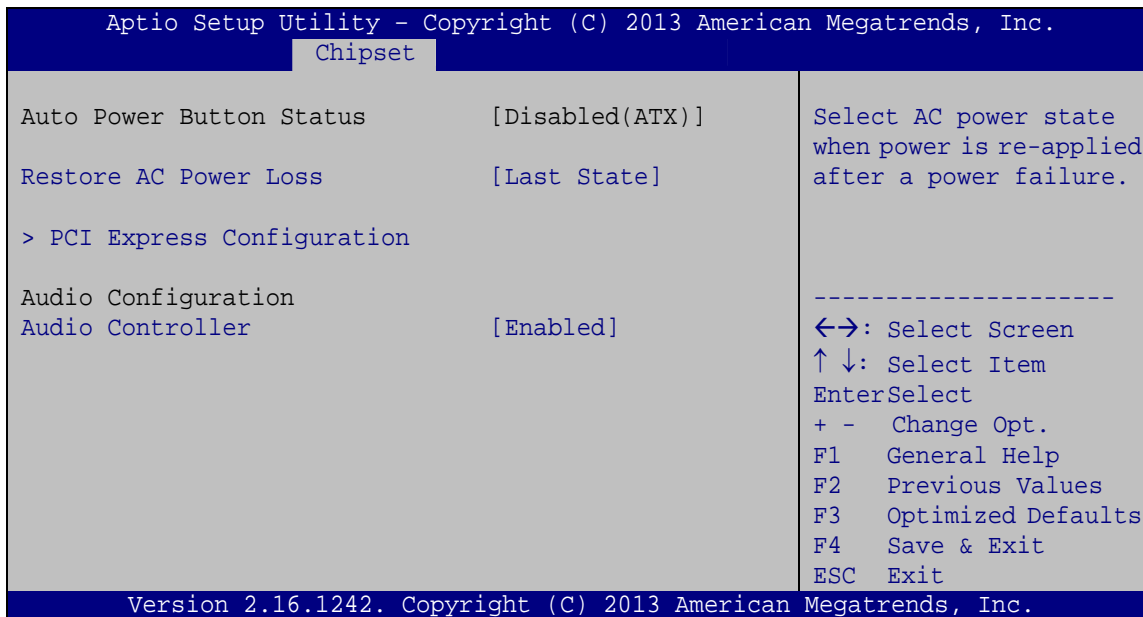 Aptio Setup Utility – Copyright (C) 2013 American Megatrends, Inc.
Chipset
Auto Power Button Status [Disabled(ATX)]
Restore AC Power Loss [Last State]
> PCI Express Configuration
Audio Configuration
Audio Controller [Enabled]
Select AC power state
when power is re-applied
after a power failure.
---------------------
←→: Select Screen
↑ ↓: Select Item
EnterSelect
+ - Change Opt.
F1 General Help
F2 Previous Values
F3 Optimized Defaults
F4 Save & Exit
ESC Exit
Version 2.16.1242. Copyright (C) 2013 American Megatrends, Inc.